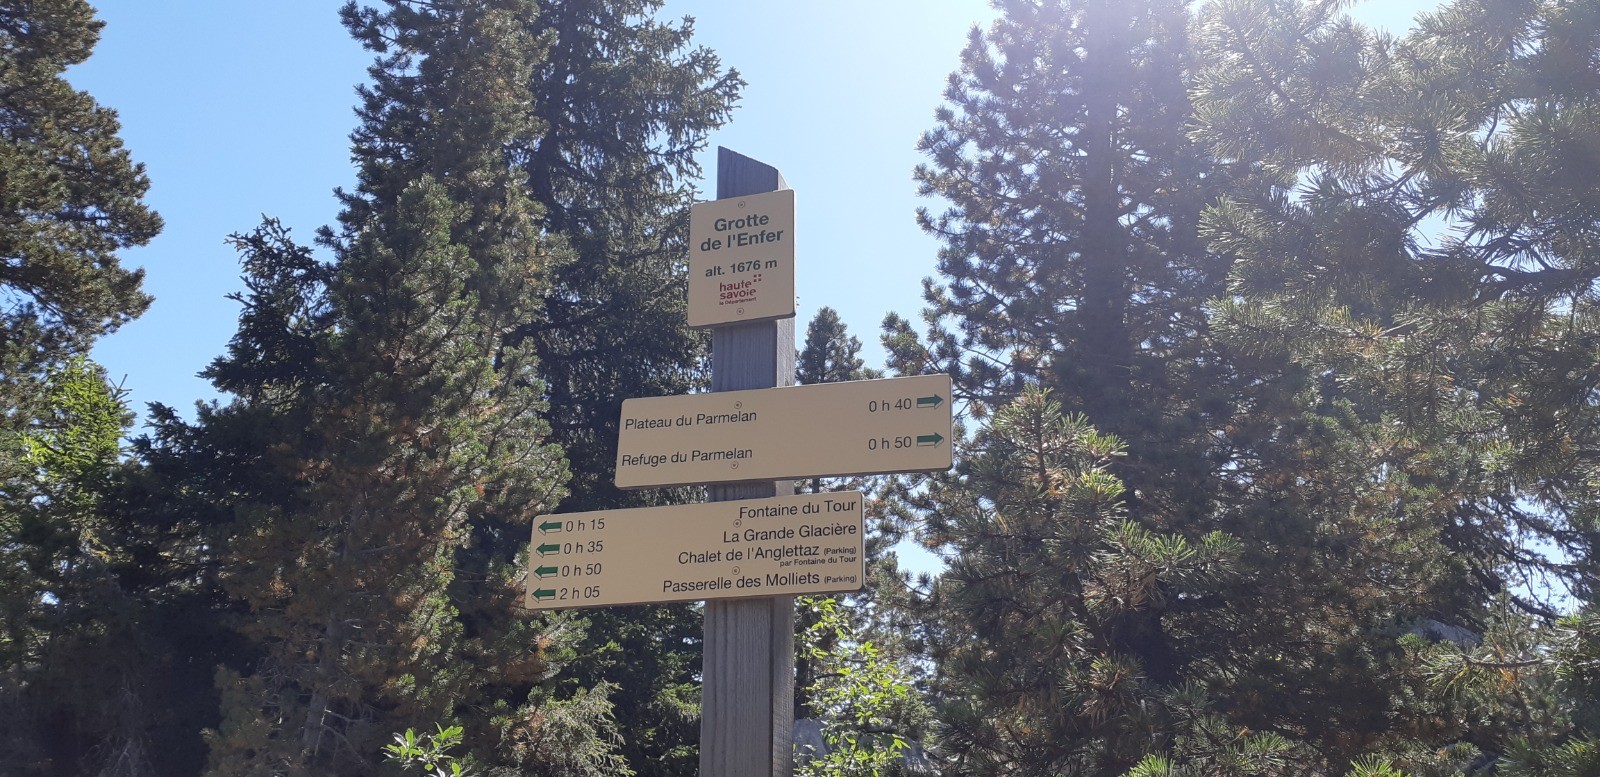 Grotte
de l'Enfer
alt. 1676 m
haute
savoie
le Département
Plateau du Parmelan 0 h 40
Refuge du Parmelan 0 h 50
0 h 15 Fontaine du Tour
0 h 35 La Grande Glacière
0 h 50 Chalet de l'Anglettaz (Parking)
par Fontaine du Tour
2 h 05 Passerelle des Molliets (Parking)